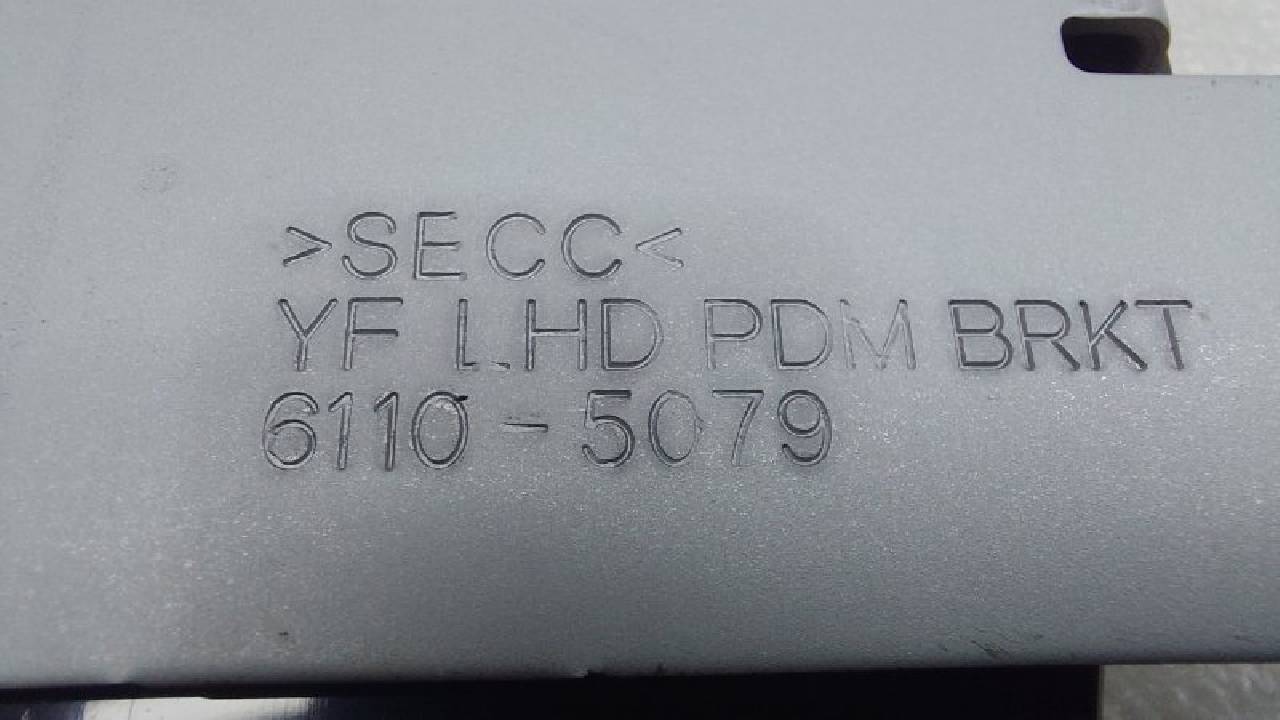 >SECC<
YF LHD PDM BRKT
6110-5079